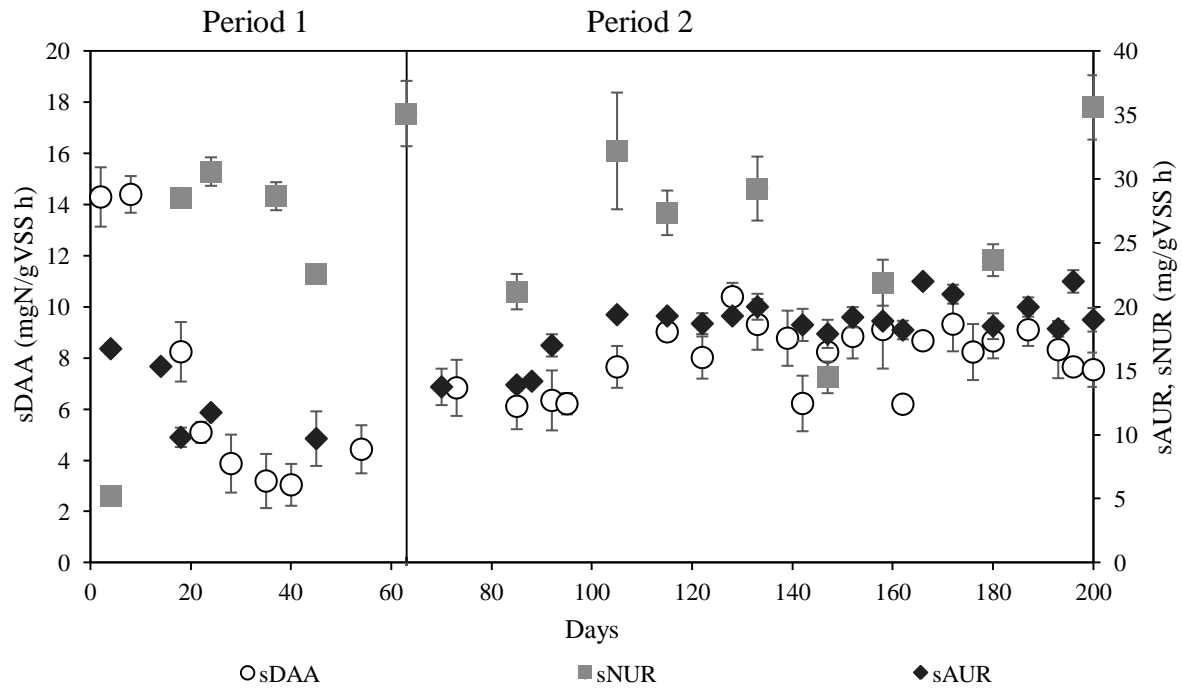 Period 1 Period 2
20 40
18 35
16 30
14 25
12 20
10 15
8 10
6 5
4 0
2
0
sDAA (mgN/gVSS h)
sAUR, sNUR (mg/gVSS h)
0 20 40 60 80 100 120 140 160 180 200
Days
sDAA sNUR sAUR